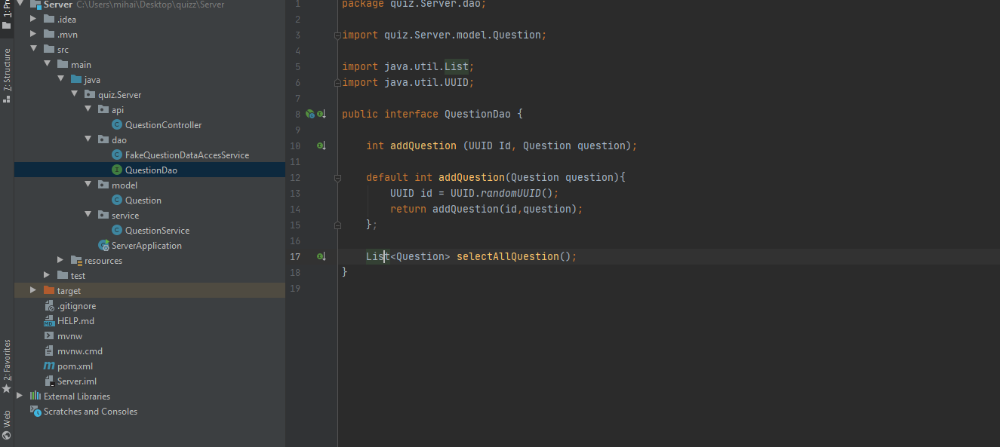 Server C:\Users\mihai\Desktop\quizz\Server
.idea
.mvn
src
main
java
quiz.Server
api
QuestionController
dao
FakeQuestionDataAccesService
QuestionDao
model
Question
service
QuestionService
ServerApplication
resources
test
target
.gitignore
HELP.md
mvnw
mvnw.cmd
pom.xml
Server.iml
External Libraries
Scratches and Consoles
7: Structure
2: Favorites
Web
1 package quiz.Server.dao;
2
3 import quiz.Server.model.Question;
4
5 import java.util.List;
6 import java.util.UUID;
7
8 public interface QuestionDao {
9
10 int addQuestion (UUID Id, Question question);
11
12 default int addQuestion(Question question){
13 UUID id = UUID.randomUUID();
14 return addQuestion(id,question);
15 };
16
17 List<Question> selectAllQuestion();
18 }
19